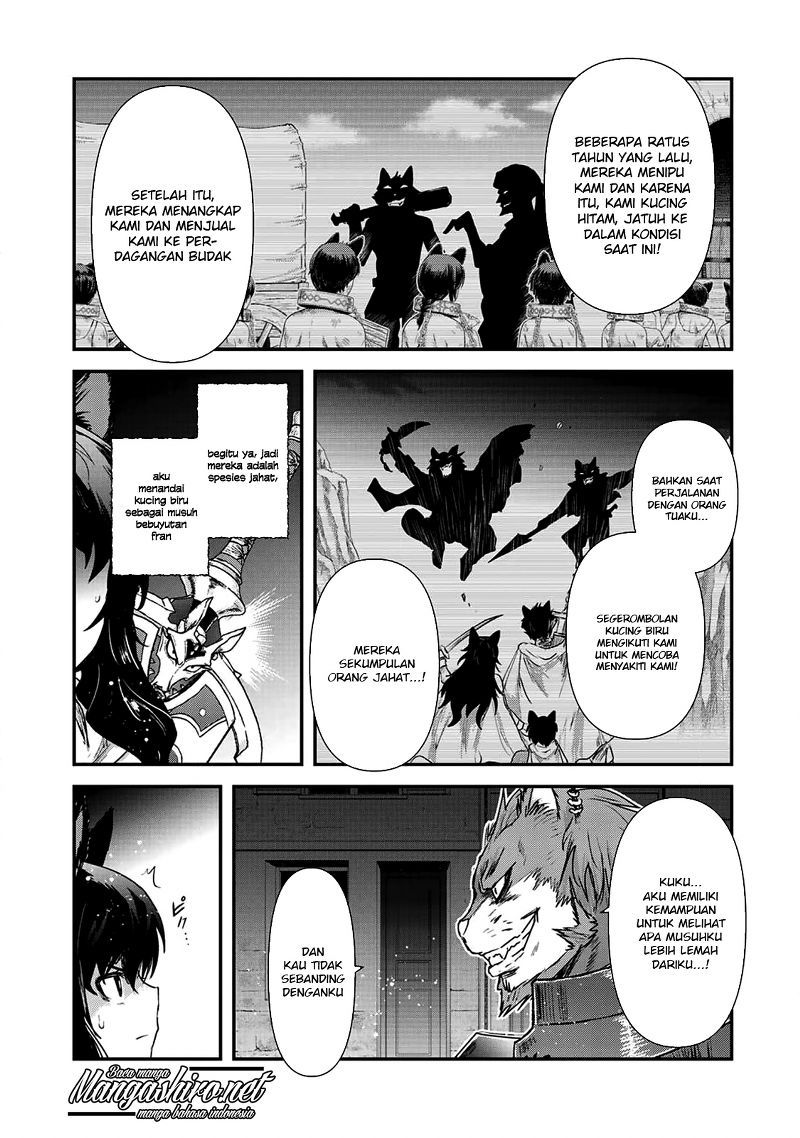 BEBERAPA RATUS
TAHUN YANG LALU,
MEREKA MENIPU
KAMI DAN KARENA
ITU, KAMI KUCING
HITAM, JATUH KE
DALAM KONDISI
SAAT INI!
SETELAH ITU,
MEREKA MENANGKAP
KAMI DAN MENJUAL
KAMI KE PER-
DAGANGAN BUDAK
BAHKAN SAAT
PERJALANAN
DENGAN ORANG
TUAKU...
SEGEROMBOLAN
KUCING BIRU
MENGIKUTI KAMI
UNTUK MENCOBA
MENYAKITI KAMI!
MEREKA
SEKUMPULAN
ORANG JAHAT...!
begitu ya, jadi
mereka adalah
spesies jahat,
aku
menandai
kucing biru
sebagai musuh
bebuyutan
fran
KUKU...
AKU MEMILIKI
KEMAMPUAN
UNTUK MELIHAT
APA MUSUHKU
LEBIH LEMAH
DARIKU...!
DAN
KAU TIDAK
SEBANDING
DENGANKU
ピク
Baca manga
Mangashiro.net
manga bahasa indonesia